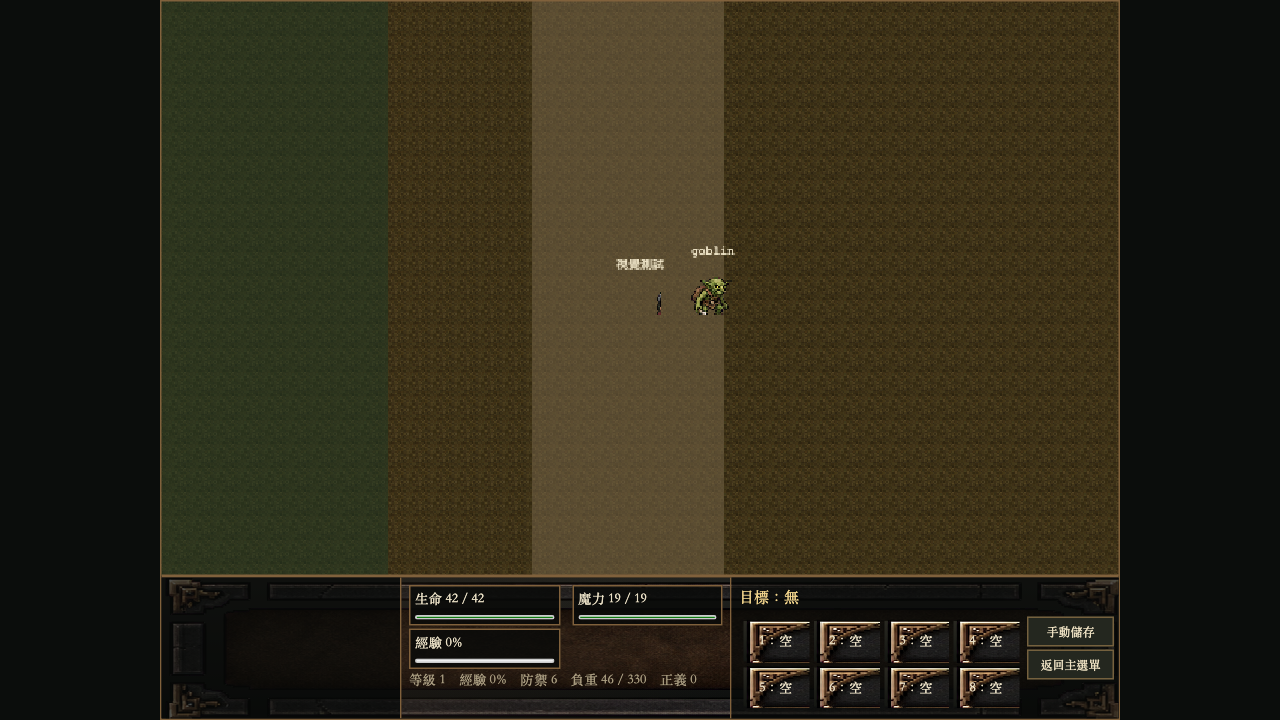 goblin
視覺測試
生命 42 / 42
魔力 19 / 19
經驗 0%
等級 1 經驗 0% 防禦 6 負重 46 / 330 正義 0
目標：無
1：空 2：空 3：空 4：空
5：空 6：空 7：空 8：空
手動儲存
返回主選單